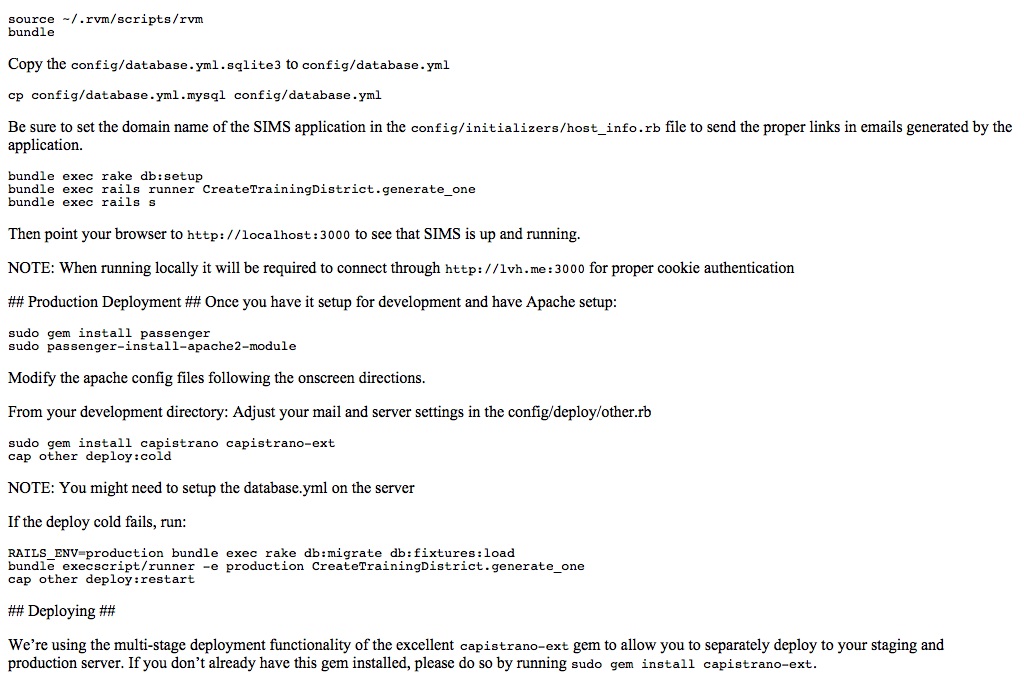 source ~/.rvm/scripts/rvm
bundle
Copy the config/database.yml.sqlite3 to config/database.yml
cp config/database.yml.mysql config/database.yml
Be sure to set the domain name of the SIMS application in the config/initializers/host_info.rb file to send the proper links in emails generated by the
application.
bundle exec rake db:setup
bundle exec rails runner CreateTrainingDistrict.generate_one
bundle exec rails s
Then point your browser to http://localhost:3000 to see that SIMS is up and running.
NOTE: When running locally it will be required to connect through http://lvh.me:3000 for proper cookie authentication
## Production Deployment ## Once you have it setup for development and have Apache setup:
sudo gem install passenger
sudo passenger-install-apache2-module
Modify the apache config files following the onscreen directions.
From your development directory: Adjust your mail and server settings in the config/deploy/other.rb
sudo gem install capistrano capistrano-ext
cap other deploy:cold
NOTE: You might need to setup the database.yml on the server
If the deploy cold fails, run:
RAILS_ENV=production bundle exec rake db:migrate db:fixtures:load
bundle execscript/runner -e production CreateTrainingDistrict.generate_one
cap other deploy:restart
## Deploying ##
We’re using the multi-stage deployment functionality of the excellent capistrano-ext gem to allow you to separately deploy to your staging and
production server. If you don’t already have this gem installed, please do so by running sudo gem install capistrano-ext.